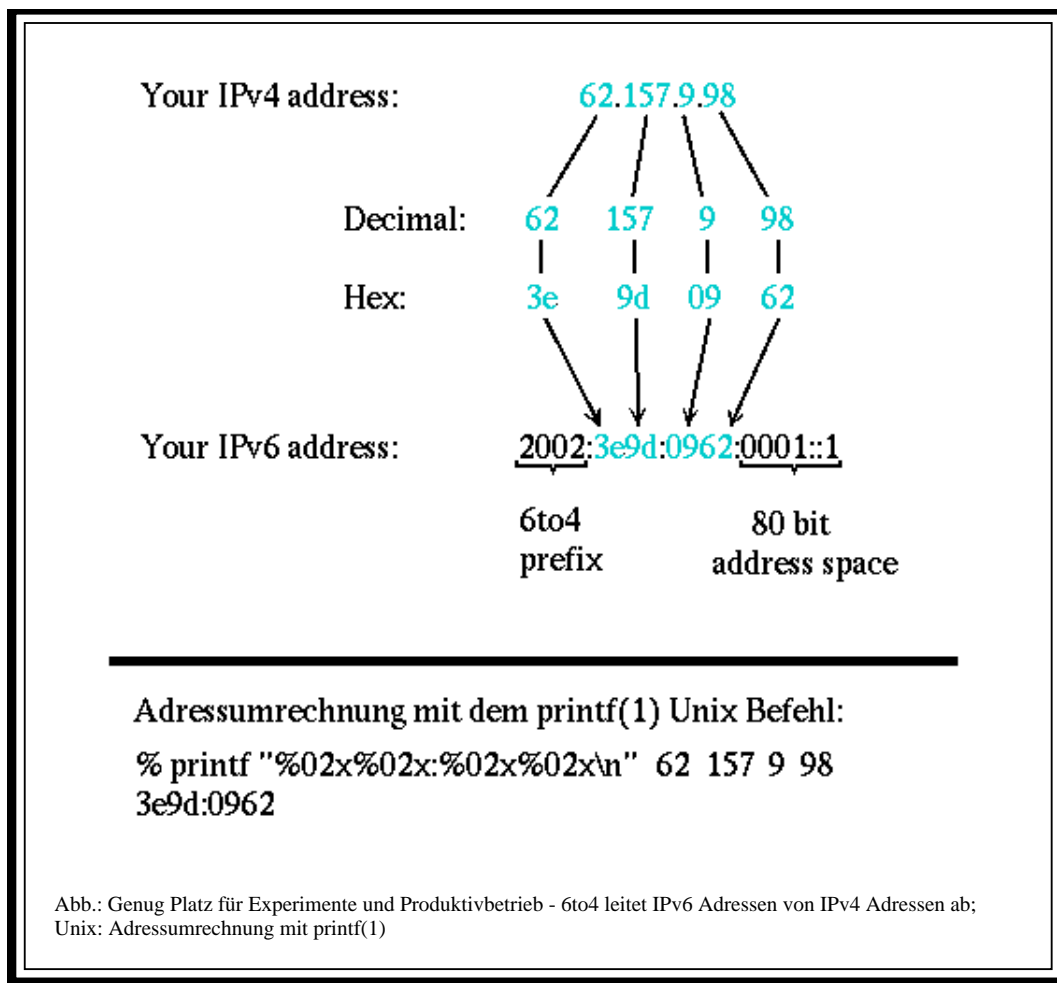 Your IPv4 address: 62.157.9.98
Decimal: 62 157 9 98
Hex: 3e 9d 09 62
Your IPv6 address: 2002:3e9d:0962:0001::1
6to4 80 bit
prefix address space
Adressumrechnung mit dem printf(1) Unix Befehl:
% printf "%02x%02x:%02x%02x\n" 62 157 9 98
3e9d:0962
Abb.: Genug Platz für Experimente und Produktivbetrieb - 6to4 leitet IPv6 Adressen von IPv4 Adressen ab;
Unix: Adressumrechnung mit printf(1)